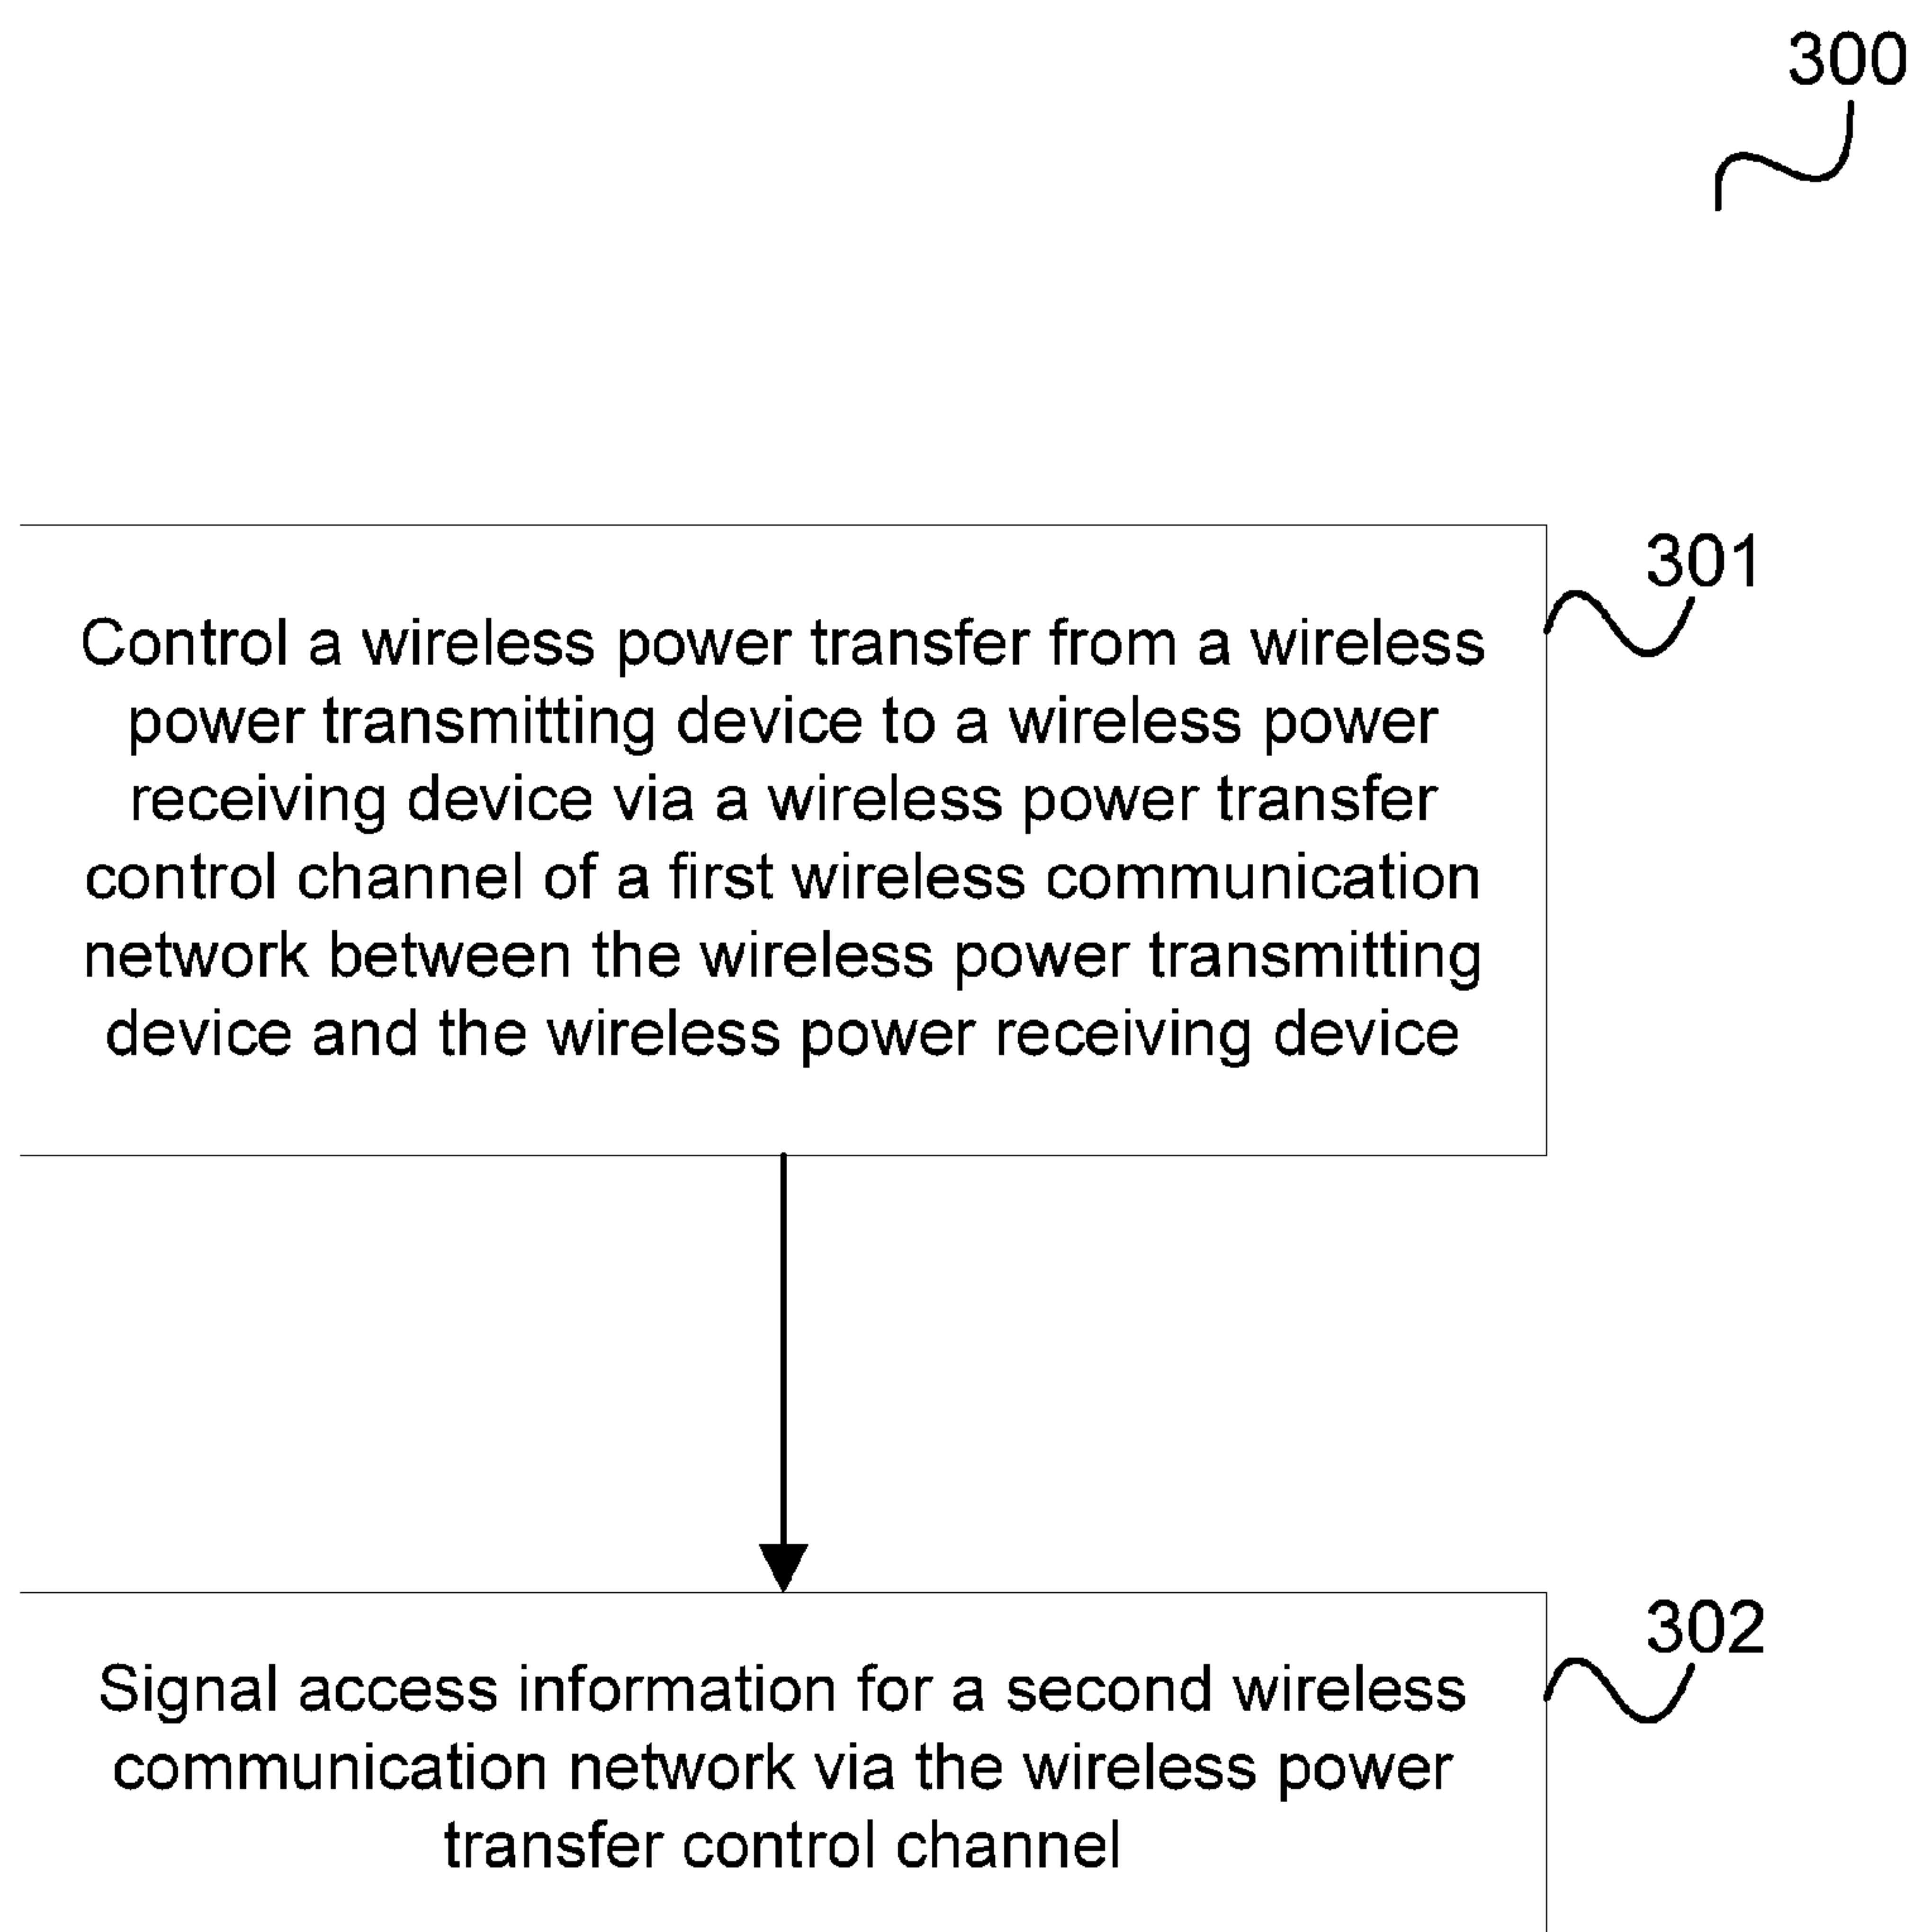 300
301
Control a wireless power transfer from a wireless
power transmitting device to a wireless power
receiving device via a wireless power transfer
control channel of a first wireless communication
network between the wireless power transmitting
device and the wireless power receiving device
302
Signal access information for a second wireless
communication network via the wireless power
transfer control channel